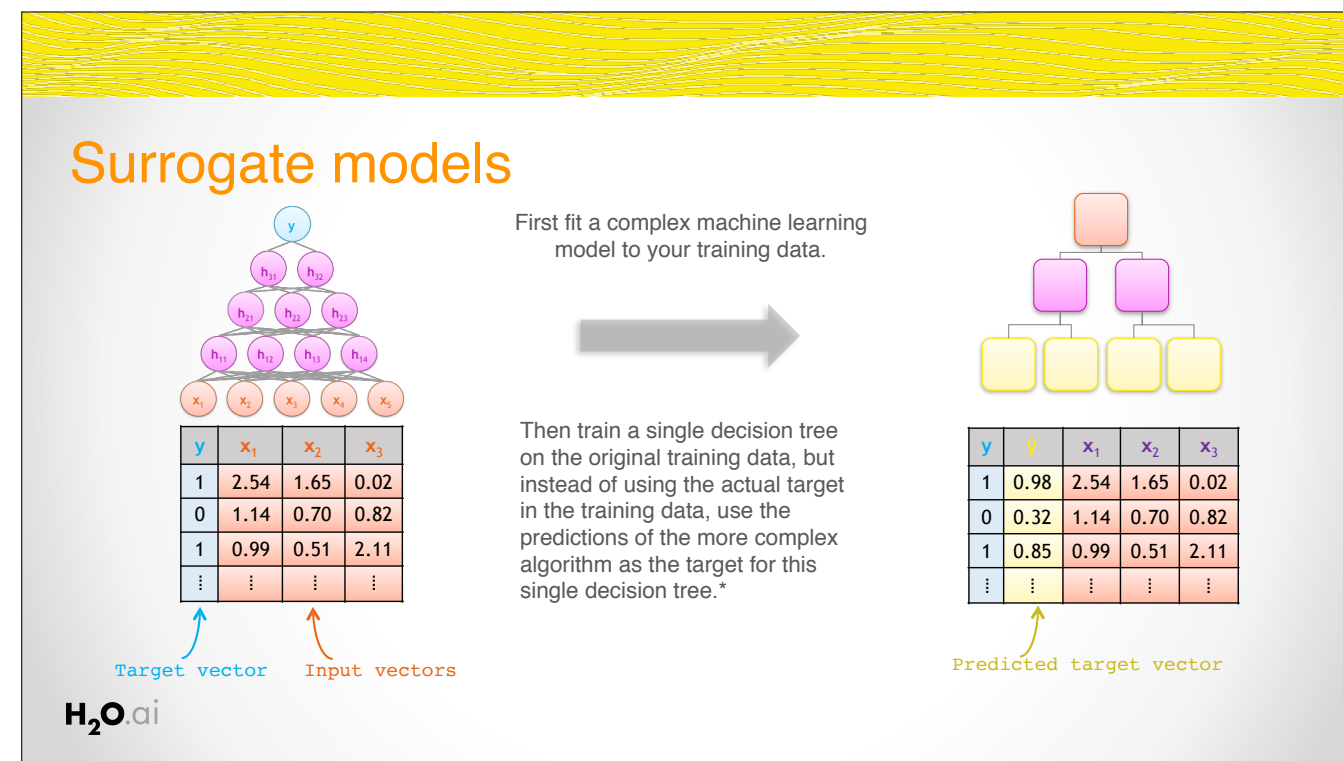 Surrogate models
y
h31 h32
h21 h22 h23
h11 h12 h13 h14
x1 x2 x3 x4 x5
y x1 x2 x3
1 2.54 1.65 0.02
0 1.14 0.70 0.82
1 0.99 0.51 2.11
⁞ ⁞ ⁞ ⁞
Target vector Input vectors
First fit a complex machine learning
model to your training data.
Then train a single decision tree
on the original training data, but
instead of using the actual target
in the training data, use the
predictions of the more complex
algorithm as the target for this
single decision tree.*
y ŷ x1 x2 x3
1 0.98 2.54 1.65 0.02
0 0.32 1.14 0.70 0.82
1 0.85 0.99 0.51 2.11
⁞ ⁞ ⁞ ⁞ ⁞
Predicted target vector
H2O.ai